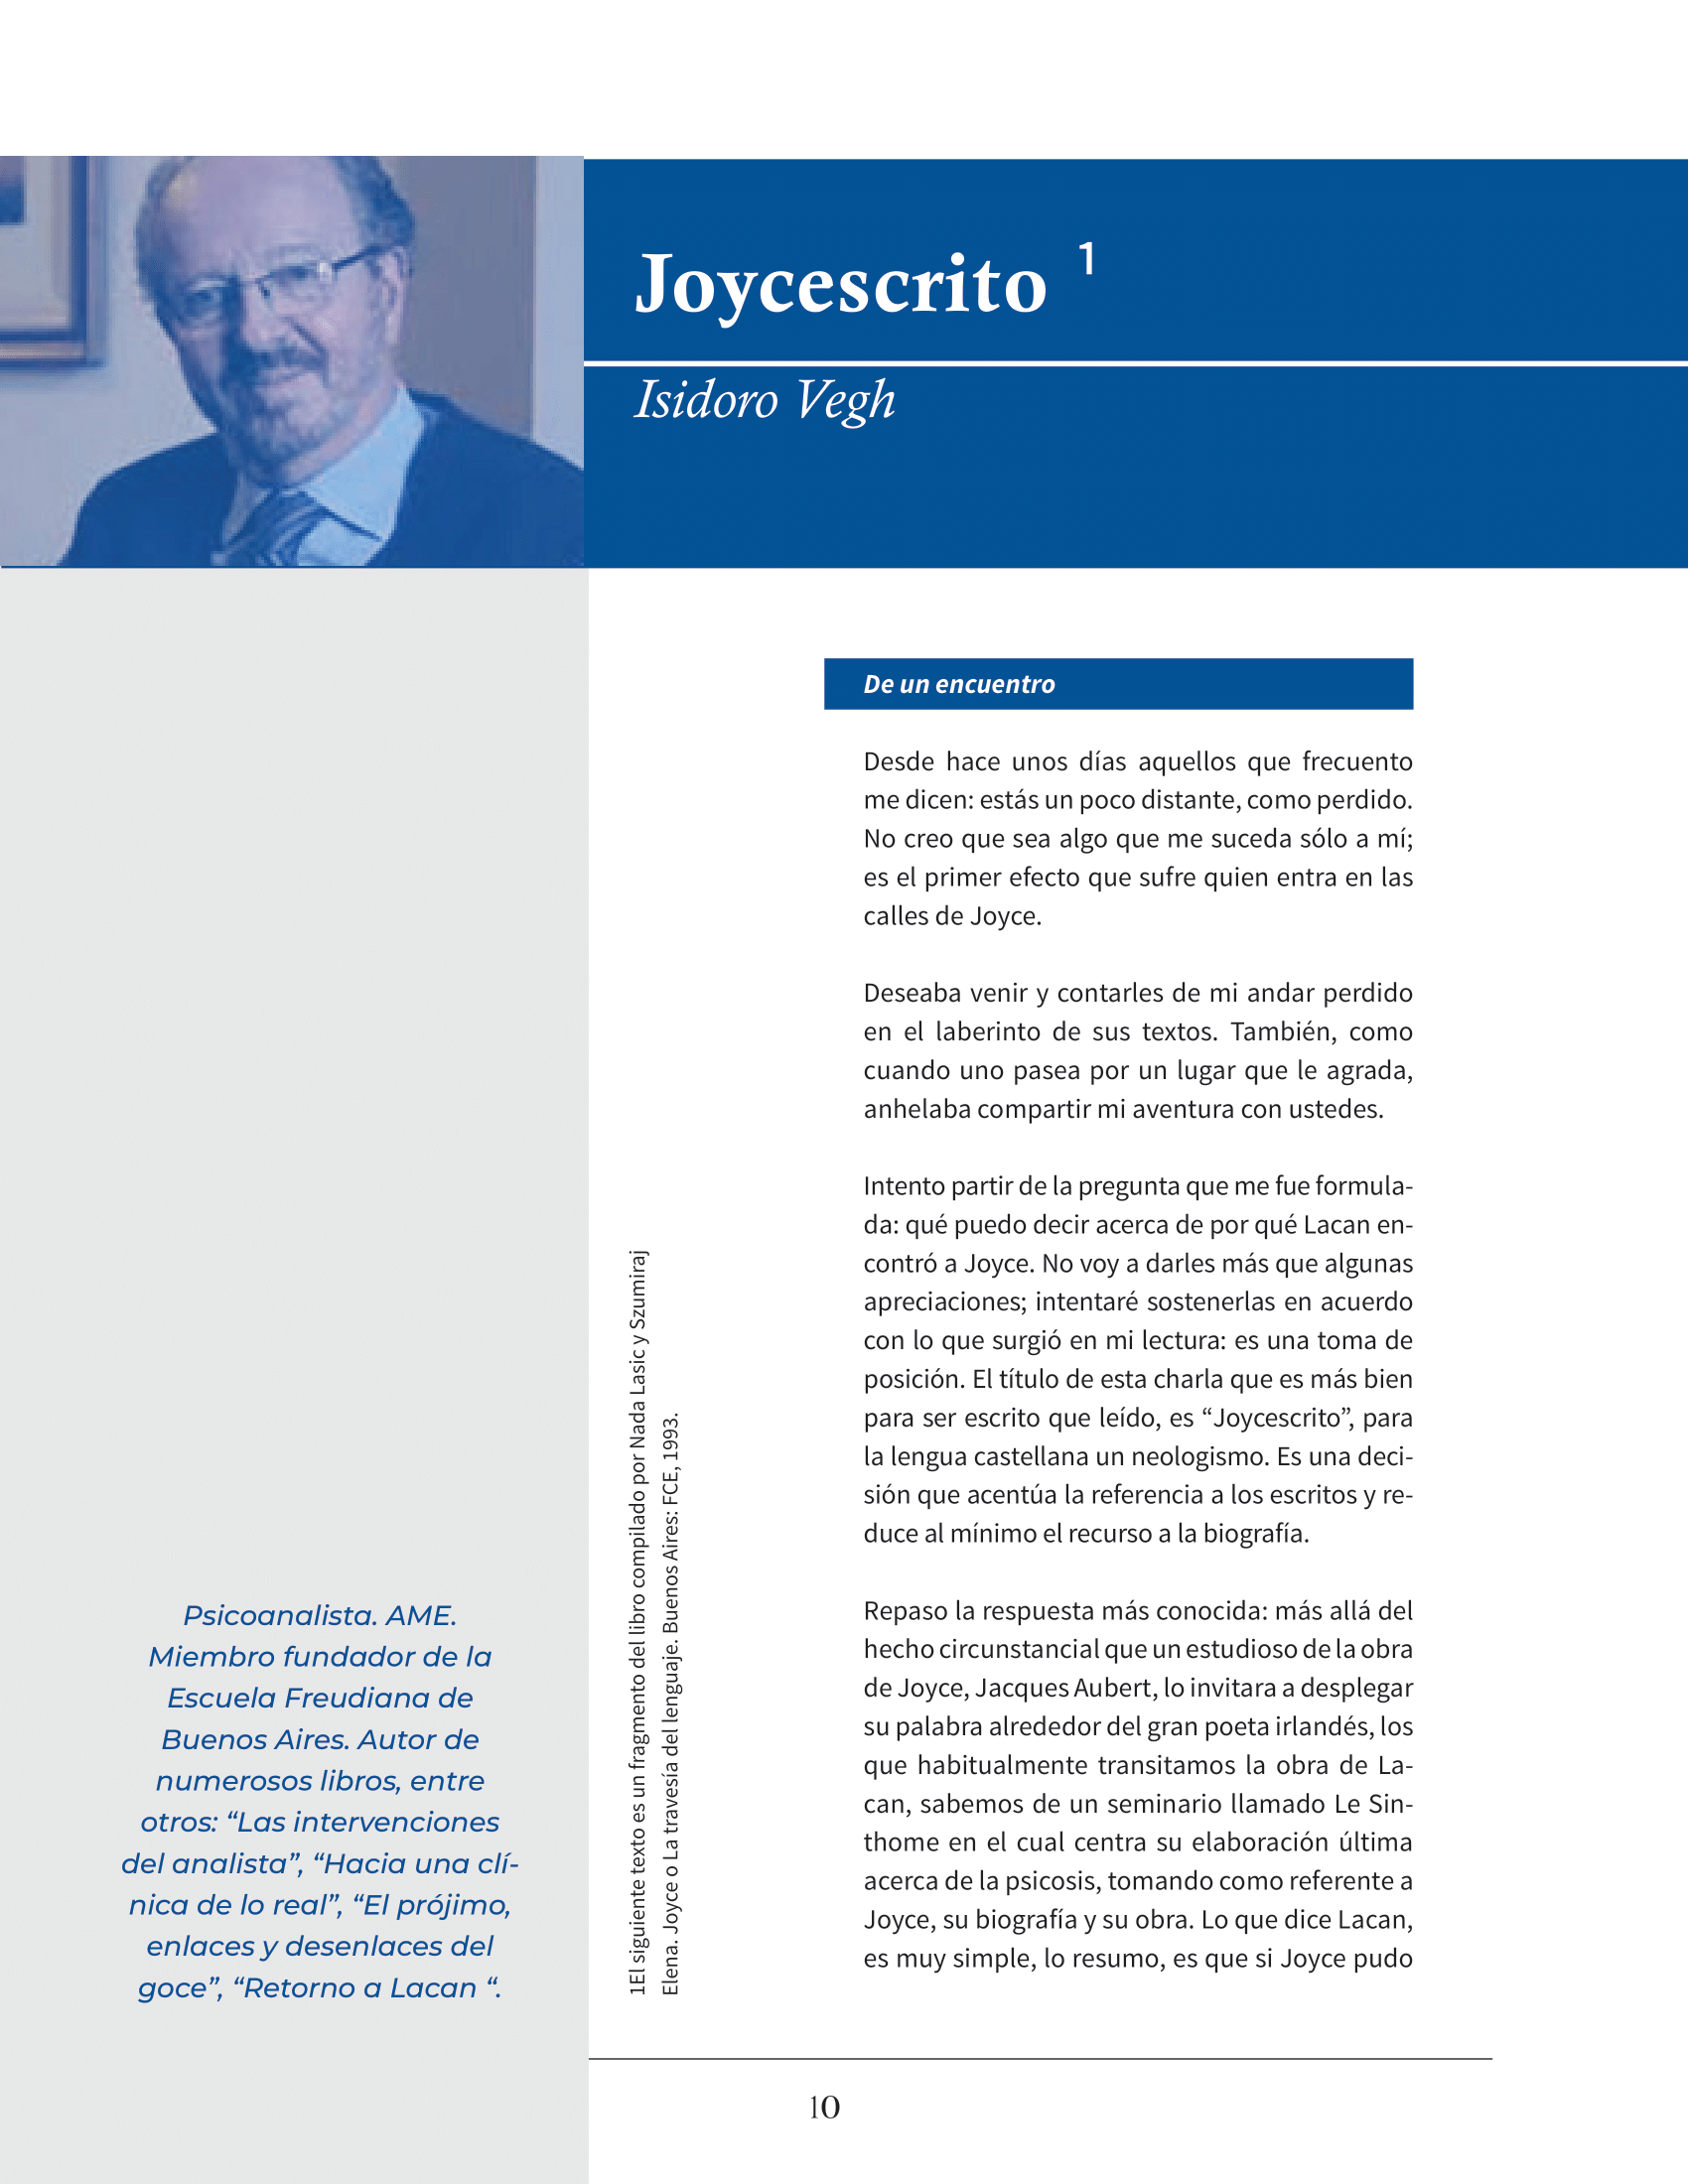 Joycescrito 1
Isidoro Vegh
De un encuentro
Desde hace unos días aquellos que frecuento
me dicen: estás un poco distante, como perdido.
No creo que sea algo que me suceda sólo a mí;
es el primer efecto que sufre quien entra en las
calles de Joyce.
Deseaba venir y contarles de mi andar perdido
en el laberinto de sus textos. También, como
cuando uno pasea por un lugar que le agrada,
anhelaba compartir mi aventura con ustedes.
Intento partir de la pregunta que me fue formula-
da: qué puedo decir acerca de por qué Lacan en-
contró a Joyce. No voy a darles más que algunas
apreciaciones; intentaré sostenerlas en acuerdo
con lo que surgió en mi lectura: es una toma de
posición. El título de esta charla que es más bien
para ser escrito que leído, es “Joycescrito”, para
la lengua castellana un neologismo. Es una deci-
sión que acentúa la referencia a los escritos y re-
duce al mínimo el recurso a la biografía.
Repaso la respuesta más conocida: más allá del
hecho circunstancial que un estudioso de la obra
de Joyce, Jacques Aubert, lo invitara a desplegar
su palabra alrededor del gran poeta irlandés, los
que habitualmente transitamos la obra de La-
can, sabemos de un seminario llamado Le Sin-
thome en el cual centra su elaboración última
acerca de la psicosis, tomando como referente a
Joyce, su biografía y su obra. Lo que dice Lacan,
es muy simple, lo resumo, es que si Joyce pudo
Psicoanalista. AME.
Miembro fundador de la
Escuela Freudiana de
Buenos Aires. Autor de
numerosos libros, entre
otros: “Las intervenciones
del analista”, “Hacia una clí-
nica de lo real”, “El prójimo,
enlaces y desenlaces del
goce”, “Retorno a Lacan “.
1El siguiente texto es un fragmento del libro compilado por Nada Lasic y Szumiraj
Elena. Joyce o La travesía del lenguaje. Buenos Aires: FCE, 1993.
10